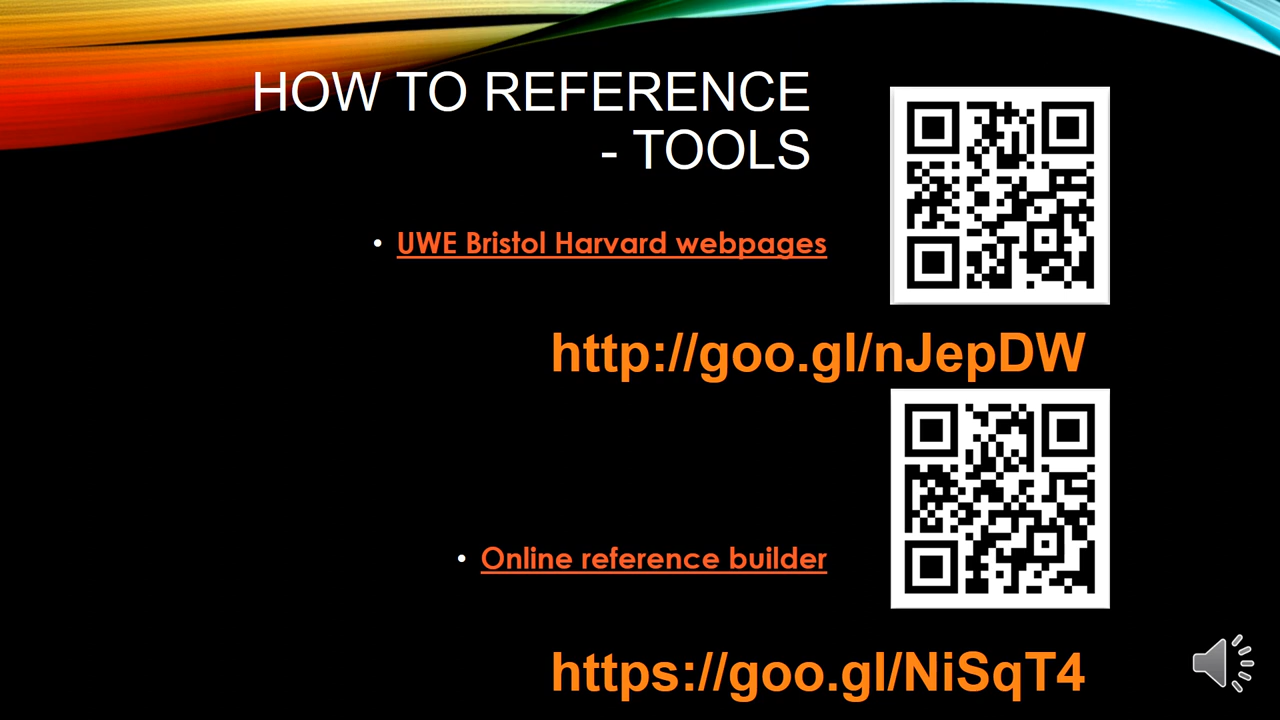 HOW TO REFERENCE
- TOOLS
• UWE Bristol Harvard webpages
http://goo.gl/nJepDW
• Online reference builder
https://goo.gl/NiSqT4